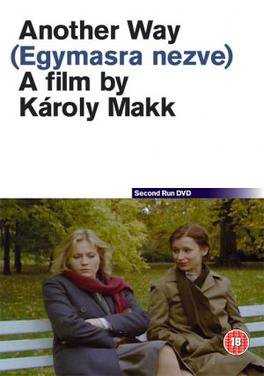 Another Way
(Egymasra nezve)
A film by
Károly Makk
Second Run DVD
18